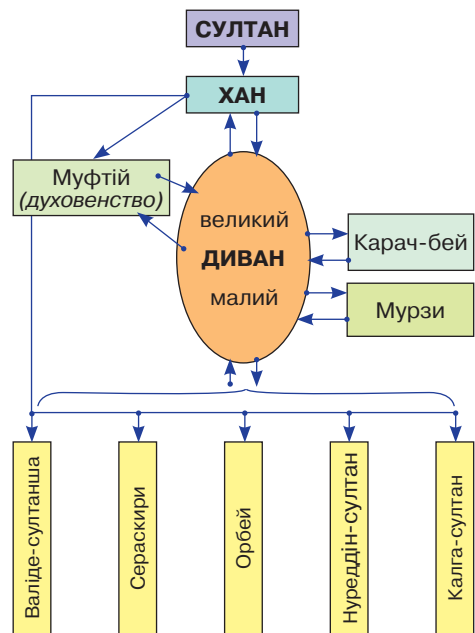 СУЛТАН
ХАН
Муфтій
(духовенство)
великий
ДИВАН
малий
Карач-бей
Мурзи
Валіде-султанша
Сераскири
Орбей
Нуреддін-султан
Калга-султан